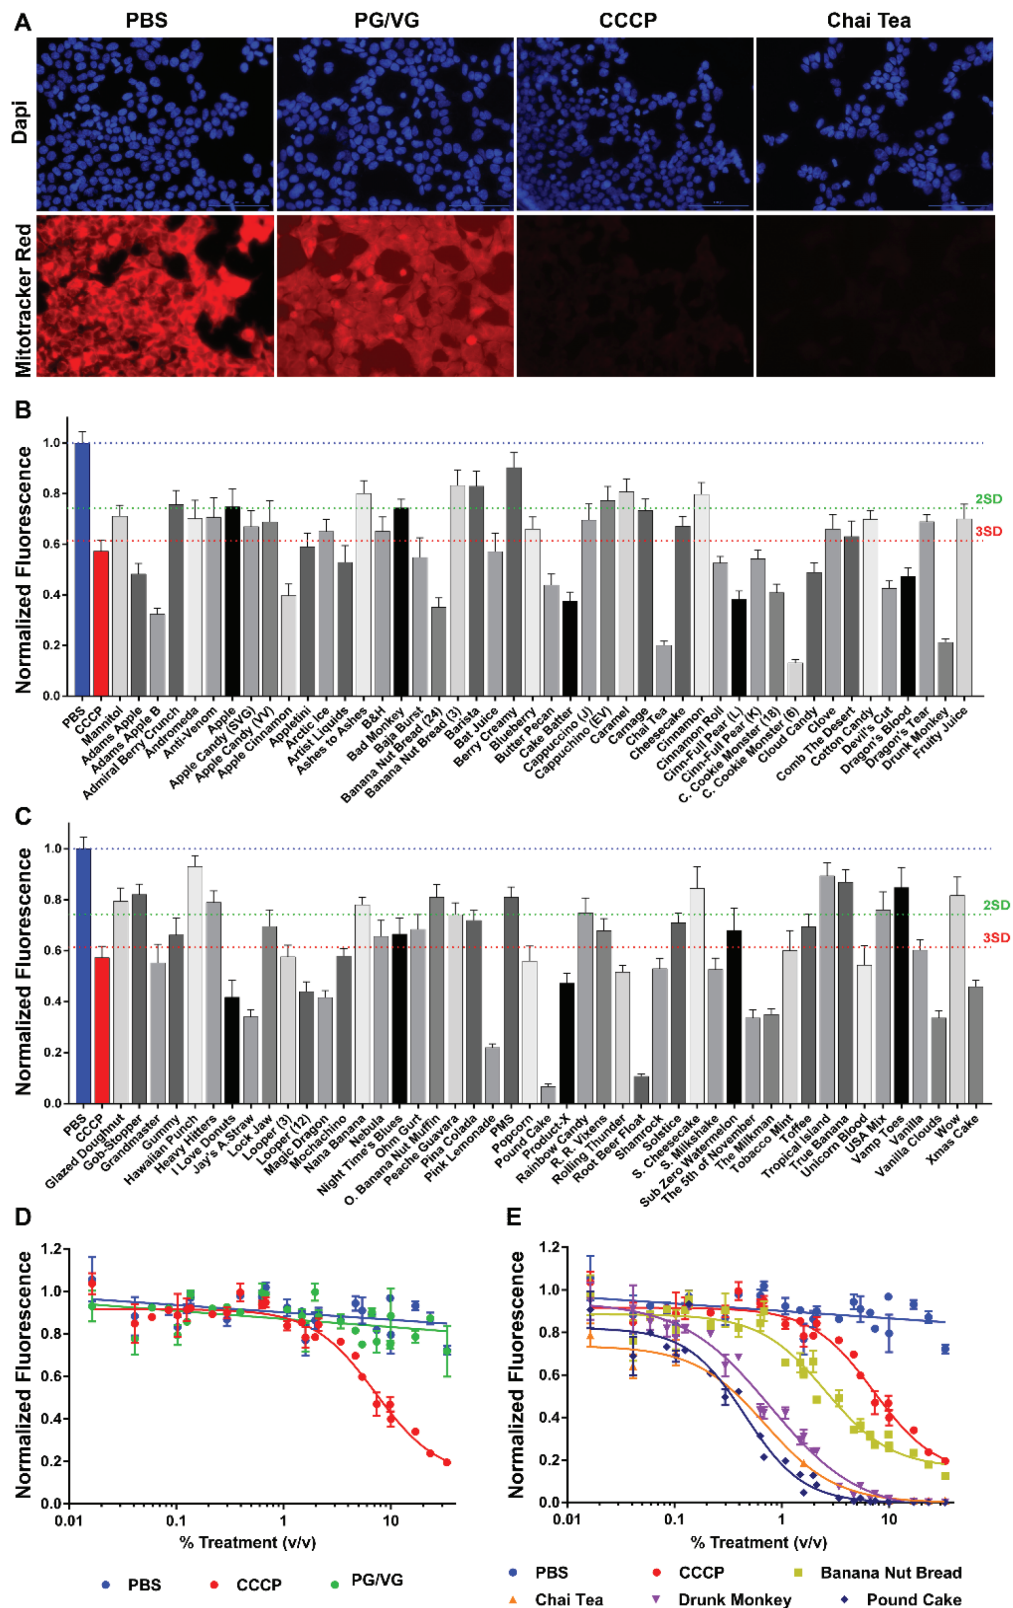 A
PBS
PG/VG
CCCP
Chai Tea
Dapi
Mitotracker Red
B
Normalized Fluorescence
1.0
0.8
0.6
0.4
0.2
0.0
2SD
3SD
PBS
CCCP
Mannitol
Adams Apple
Adams Apple B
Admiral Berry Crunch
Andromeda
Anti-Venom
Apple
Apple Candy (SVG)
Apple Candy (VV)
Apple Cinnamon
Appletini
Arctic Ice
Artist Liquids
Ashes to Ashes
B&H
Bad Monkey
Baja Burst
Banana Nut Bread (24)
Banana Nut Bread (3)
Barista
Bat Juice
Berry Creamy
Blueberry
Butter Pecan
Cake Batter
Cappuccino (J)
Cappuchino (EV)
Caramel
Carnage
Chai Tea
Cheesecake
Cinnamon
Cinnamon Roll
Cinn-Full Pear (L)
Cinn-Full Pear (K)
C. Cookie Monster (18)
C. Cookie Monster (6)
Cloud Candy
Clove
Comb The Desert
Cotton Candy
Devil's Cut
Dragon's Blood
Dragon's Tear
Drunk Monkey
Fruity Juice
C
Normalized Fluorescence
1.0
0.8
0.6
0.4
0.2
0.0
2SD
3SD
PBS
CCCP
Glazed Doughnut
Gob-Stopper
Grandmaster
Gummy
Hawaiian Punch
Heavy Hitters
I Love Donuts
Jay's A Straw
Lock Jaw
Looper (3)
Looper (12)
Magic Dragon
Mochachino
Nana Banana
Nebula
Night Time's Blues
Ohm Gurt
O. Banana Nut Muffin
Peache Guavara
Pina Colada
Pink Lemonade
PMS
Popcorn
Pound Cake
Product-X
Rainbow Candy
R. R. Vixens
Rolling Thunder
Root Beer Float
Shamrock
Solstice
S. Cheesecake
S. Milkshake
Sub Zero Watermelon
The 5th of November
The Milkman
Tobacco Mint
Toffee
Tropical Island
True Banana
Unicorn Blood
USA Mix
Vamp Toes
Vanilla
Vanilla Clouds
Wow
Xmas Cake
D
Normalized Fluorescence
1.2
1.0
0.8
0.6
0.4
0.2
0.0
0.01
0.1
1
10
% Treatment (v/v)
PBS
CCCP
PG/VG
E
Normalized Fluorescence
1.2
1.0
0.8
0.6
0.4
0.2
0.0
0.01
0.1
1
10
% Treatment (v/v)
PBS
CCCP
Banana Nut Bread
Chai Tea
Drunk Monkey
Pound Cake